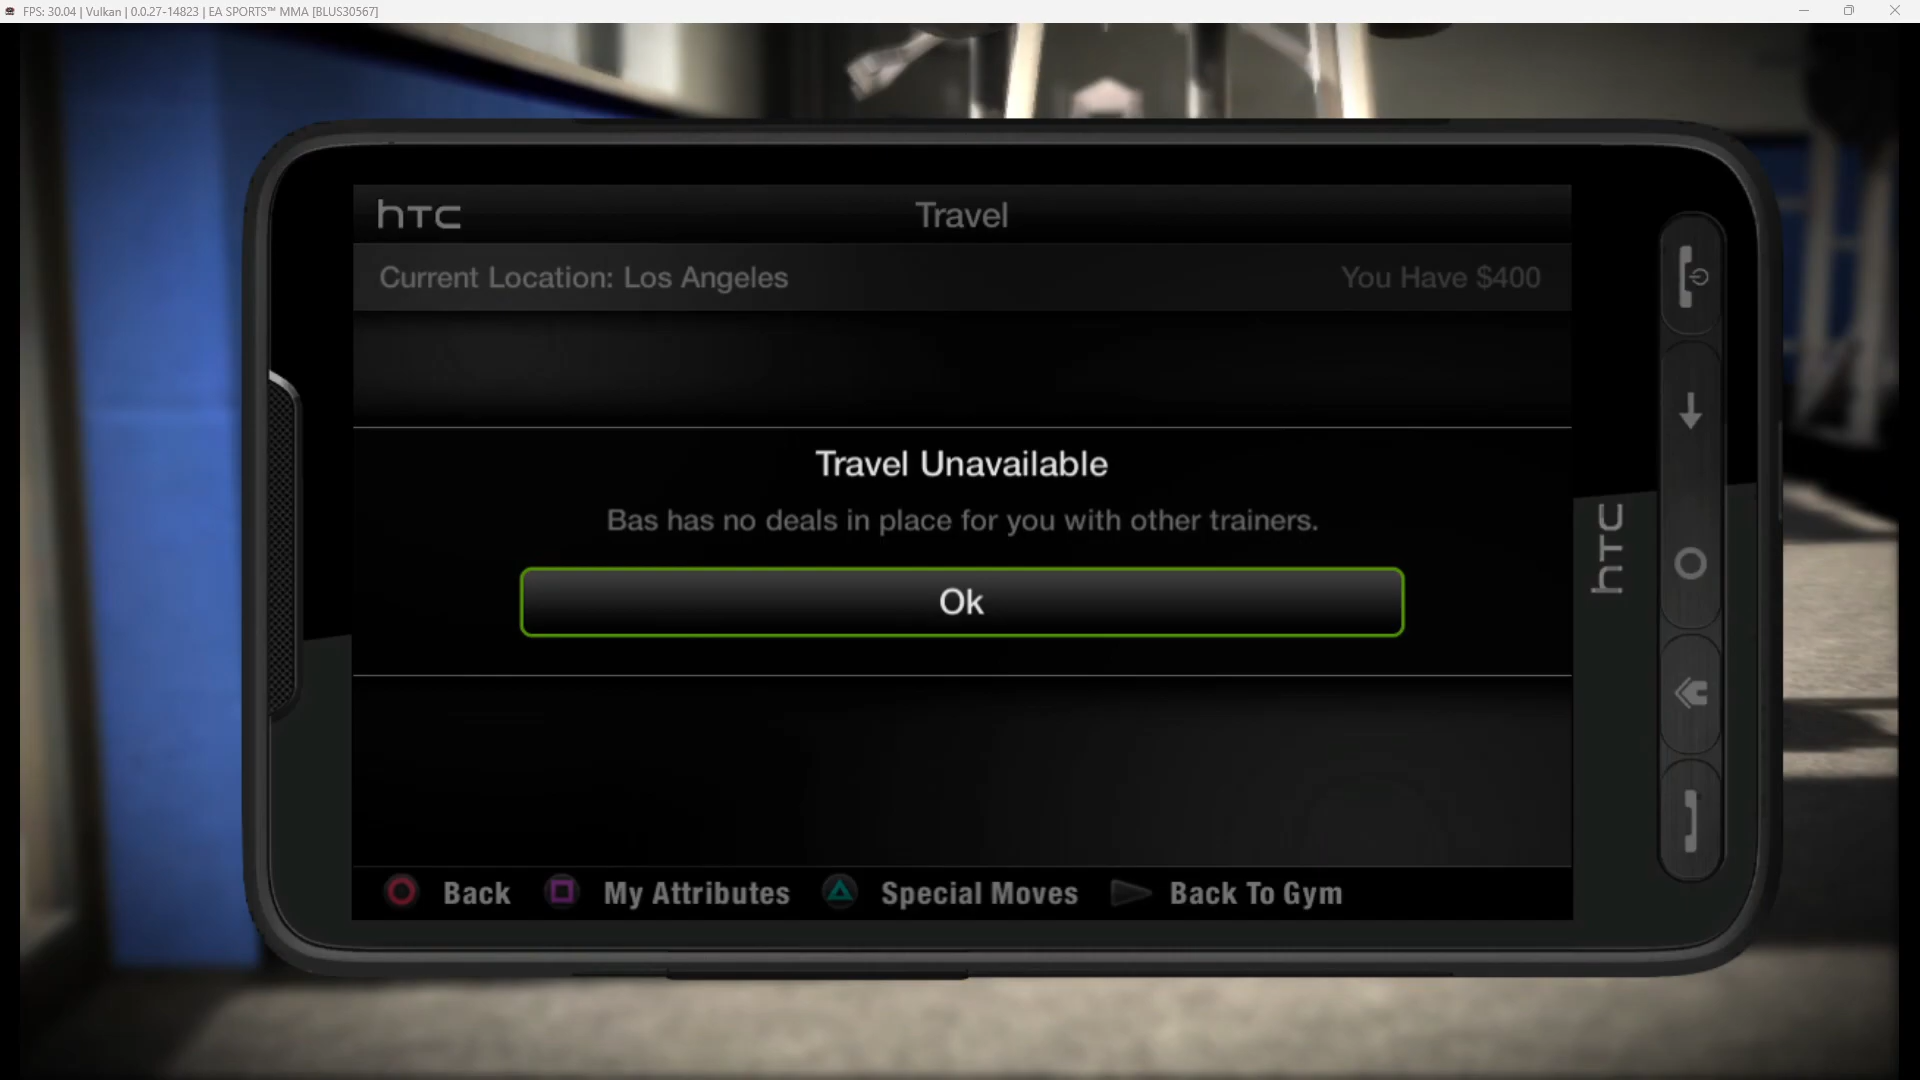 FPS: 30.04 | Vulkan | 0.0.27-14823 | EA SPORTS™ MMA [BLUS30567]
hTC Travel
Current Location: Los Angeles You Have $400
Travel Unavailable
Bas has no deals in place for you with other trainers.
Ok
hTC
Back My Attributes Special Moves Back To Gym